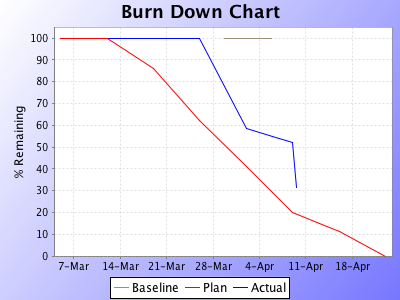 Burn Down Chart
% Remaining
100
90
80
70
60
50
40
30
20
10
0
7-Mar 14-Mar 21-Mar 28-Mar 4-Apr 11-Apr 18-Apr
Baseline Plan Actual